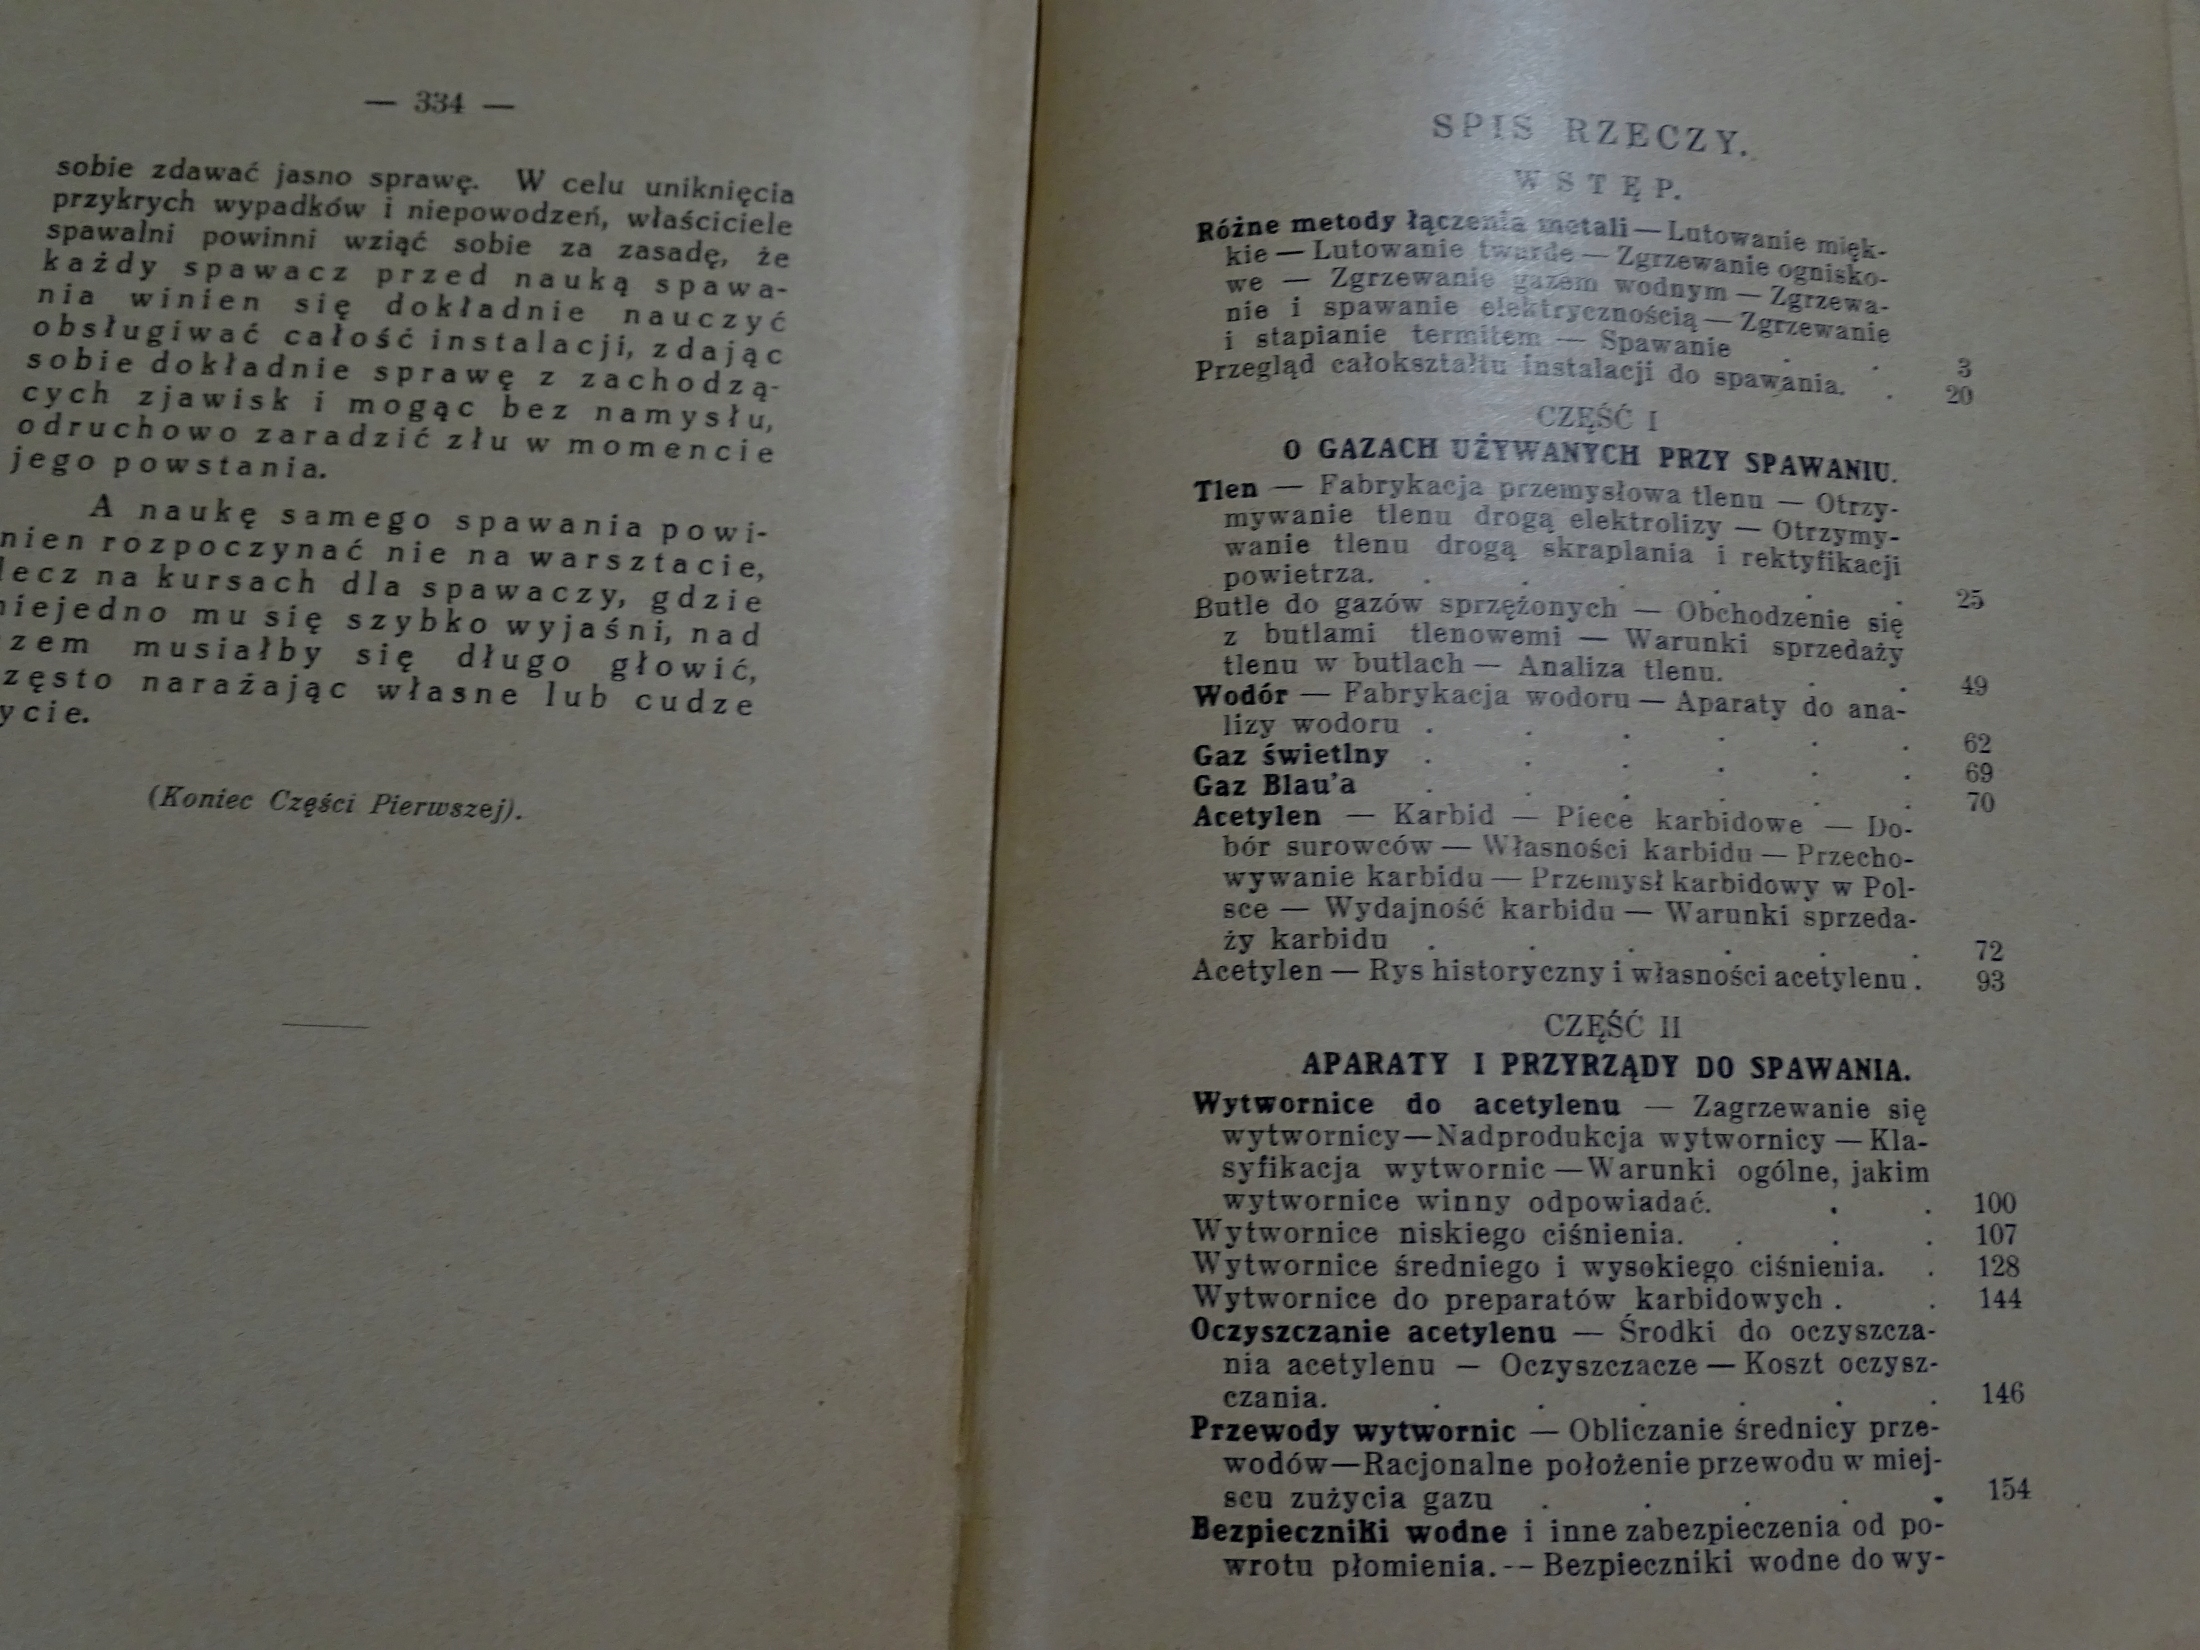 — 334 —
sobie zdawać jasno sprawę. W celu uniknięcia
przykrych wypadków i niepowodzeń, właściciele
spawalni powinni wziąć sobie za zasadę, że
każdy spawacz przed nauką spawa-
nia winien się dokładnie nauczyć
obsługiwać całość instalacji, zdając
sobie dokładnie sprawę z zachodzą-
cych zjawisk i mogąc bez namysłu,
odruchowo zaradzić złu w momencie
jego powstania.
A naukę samego spawania powi-
nien rozpoczynać nie na warsztacie,
lecz na kursach dla spawaczy, gdzie
niejedno mu się szybko wyjaśni, nad
zem musiałby się długo głowić,
zęsto narażając własne lub cudze
ycie.
(Koniec Części Pierwszej).
SPIS RZECZY.
WSTĘP.
Różne metody łączenia metali — Lutowanie mięk-
kie — Lutowanie twarde — Zgrzewanie ognisko-
we — Zgrzewanie gazem wodnym — Zgrzewa-
nie i spawanie elektrycznością — Zgrzewanie
i stapianie termitem — Spawanie . . 3
Przegląd całokształtu instalacji do spawania. . 20
CZĘŚĆ I
O GAZACH UŻYWANYCH PRZY SPAWANIU.
Tlen — Fabrykacja przemysłowa tlenu — Otrzy-
mywanie tlenu drogą elektrolizy — Otrzymy-
wanie tlenu drogą skraplania i rektyfikacji
powietrza. . . . . . . 25
Butle do gazów sprzężonych — Obchodzenie się
z butlami tlenowemi — Warunki sprzedaży
tlenu w butlach — Analiza tlenu. . . 49
Wodór — Fabrykacja wodoru — Aparaty do ana-
lizy wodoru . . . . . . 62
Gaz świetlny . . . . . . 69
Gaz Blau'a . . . . . . 70
Acetylen — Karbid — Piece karbidowe — Do-
bór surowców — Własności karbidu — Przecho-
wywanie karbidu — Przemysł karbidowy w Pol-
sce — Wydajność karbidu — Warunki sprzeda-
ży karbidu . . . . . . 72
Acetylen — Rys historyczny i własności acetylenu . 93
CZĘŚĆ II
APARATY I PRZYRZĄDY DO SPAWANIA.
Wytwornice do acetylenu — Zagrzewanie się
wytwornicy—Nadprodukcja wytwornicy — Kla-
syfikacja wytwornic — Warunki ogólne, jakim
wytwornice winny odpowiadać. . . 100
Wytwornice niskiego ciśnienia. . . . 107
Wytwornice średniego i wysokiego ciśnienia. . 128
Wytwornice do preparatów karbidowych . . 144
Oczyszczanie acetylenu — Środki do oczyszcza-
nia acetylenu — Oczyszczacze — Koszt oczysz-
czania. . . . . . . 146
Przewody wytwornic — Obliczanie średnicy prze-
wodów—Racjonalne położenie przewodu w miej-
scu zużycia gazu . . . . . 154
Bezpieczniki wodne i inne zabezpieczenia od po-
wrotu płomienia. -- Bezpieczniki wodne do wy-